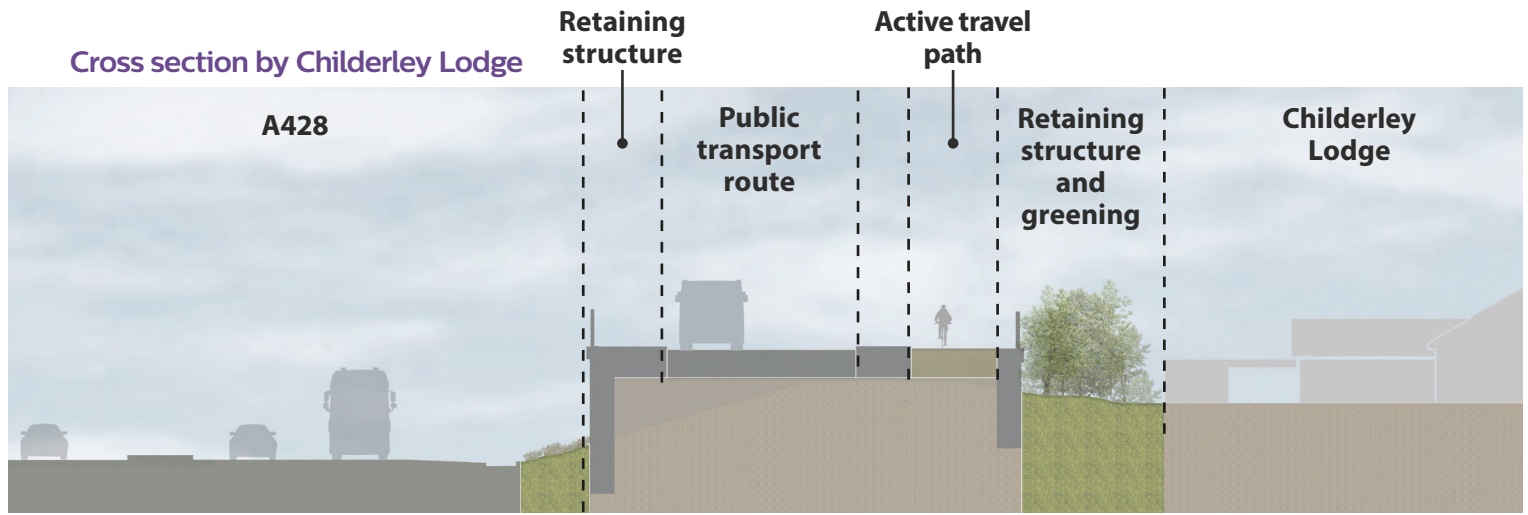 Cross section by Childerley Lodge
A428
Retaining
structure
Public
transport
route
Active travel
path
Retaining
structure
and
greening
Childerley
Lodge